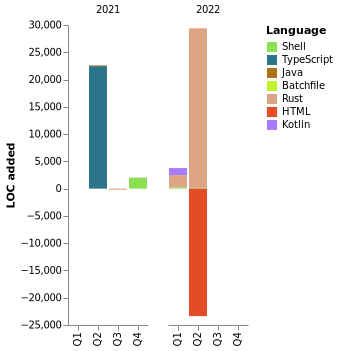 2021
2022
LOC added
30,000
25,000
20,000
15,000
10,000
5,000
0
−5,000
−10,000
−15,000
−20,000
−25,000
Q1
Q2
Q3
Q4
Q1
Q2
Q3
Q4
Language
Shell
TypeScript
Java
Batchfile
Rust
HTML
Kotlin